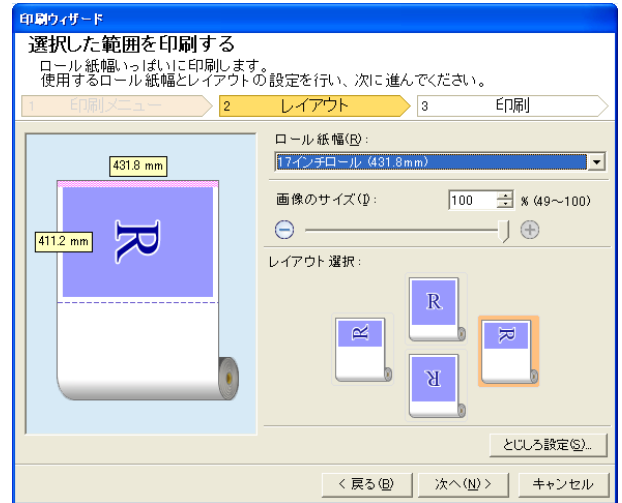 印刷ウィザード
選択した範囲を印刷する
ロール紙幅いっぱいに印刷します。
使用するロール紙幅とレイアウトの設定を行い、次に進んでください。
1 印刷メニュー 2 レイアウト 3 印刷
ロール紙幅(R):
17インチロール (431.8mm)
画像のサイズ(I): 100 % (49～100)
レイアウト選択:
431.8 mm
411.2 mm
R
R
R
R
R
とじしろ設定(S)...
< 戻る(B) 次へ(N) > キャンセル